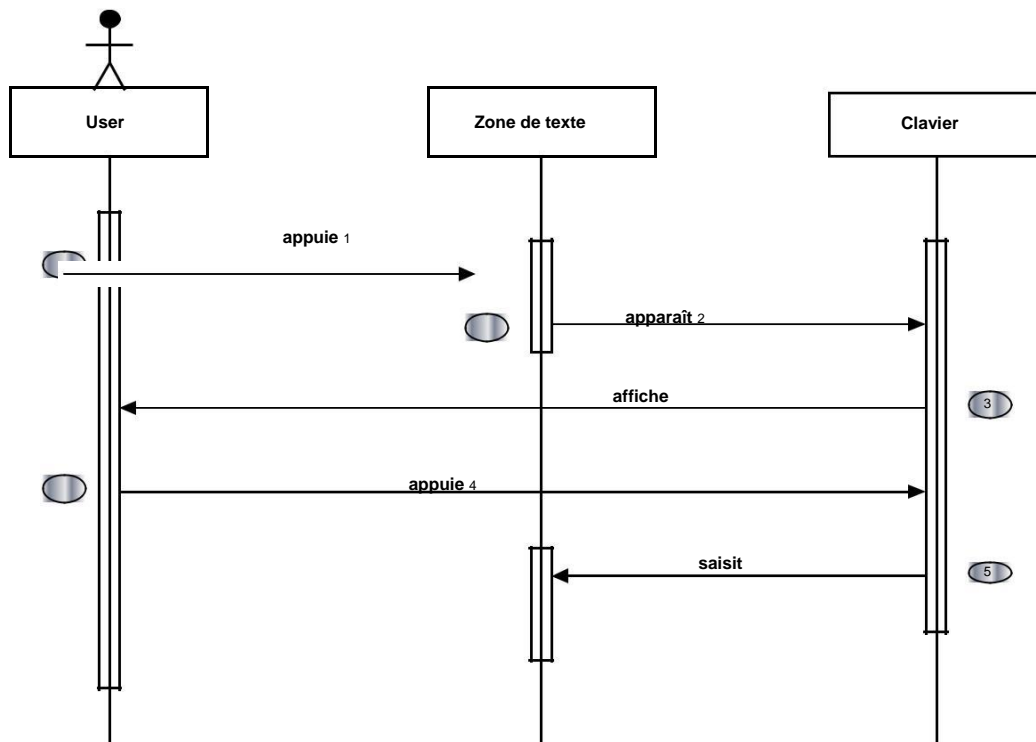 User
Zone de texte
Clavier
appuie 1
apparaît 2
affiche
3
appuie 4
saisit
5